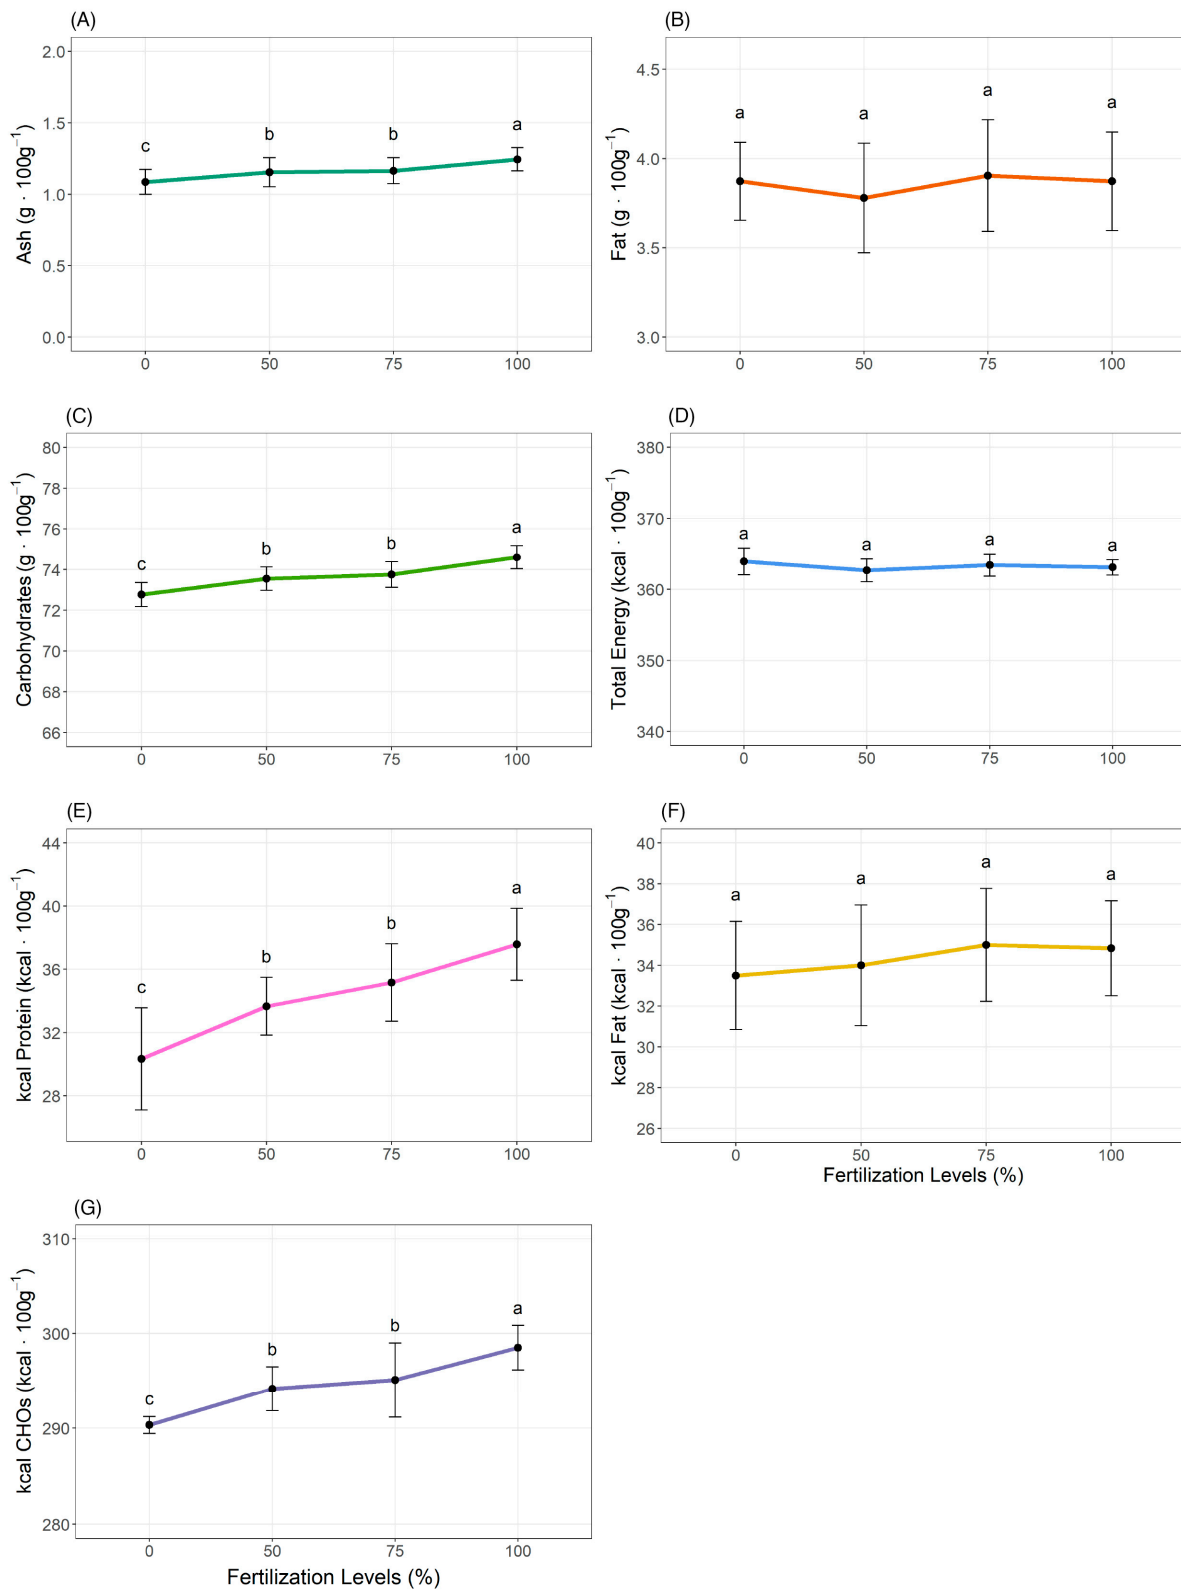 (A)
Ash (g · 100g⁻¹)
2.0
1.5
1.0
0.5
0.0
c
b
b
a
0 50 75 100
(B)
Fat (g · 100g⁻¹)
4.5
4.0
3.5
3.0
a
a
a
a
0 50 75 100
(C)
Carbohydrates (g · 100g⁻¹)
80
78
76
74
72
70
68
66
c
b
b
a
0 50 75 100
(D)
Total Energy (kcal · 100g⁻¹)
380
370
360
350
340
a
a
a
a
0 50 75 100
(E)
kcal Protein (kcal · 100g⁻¹)
44
40
36
32
28
c
b
b
a
0 50 75 100
(F)
kcal Fat (kcal · 100g⁻¹)
40
38
36
34
32
30
28
26
a
a
a
a
0 50 75 100
Fertilization Levels (%)
(G)
kcal CHOs (kcal · 100g⁻¹)
310
300
290
280
c
b
b
a
0 50 75 100
Fertilization Levels (%)